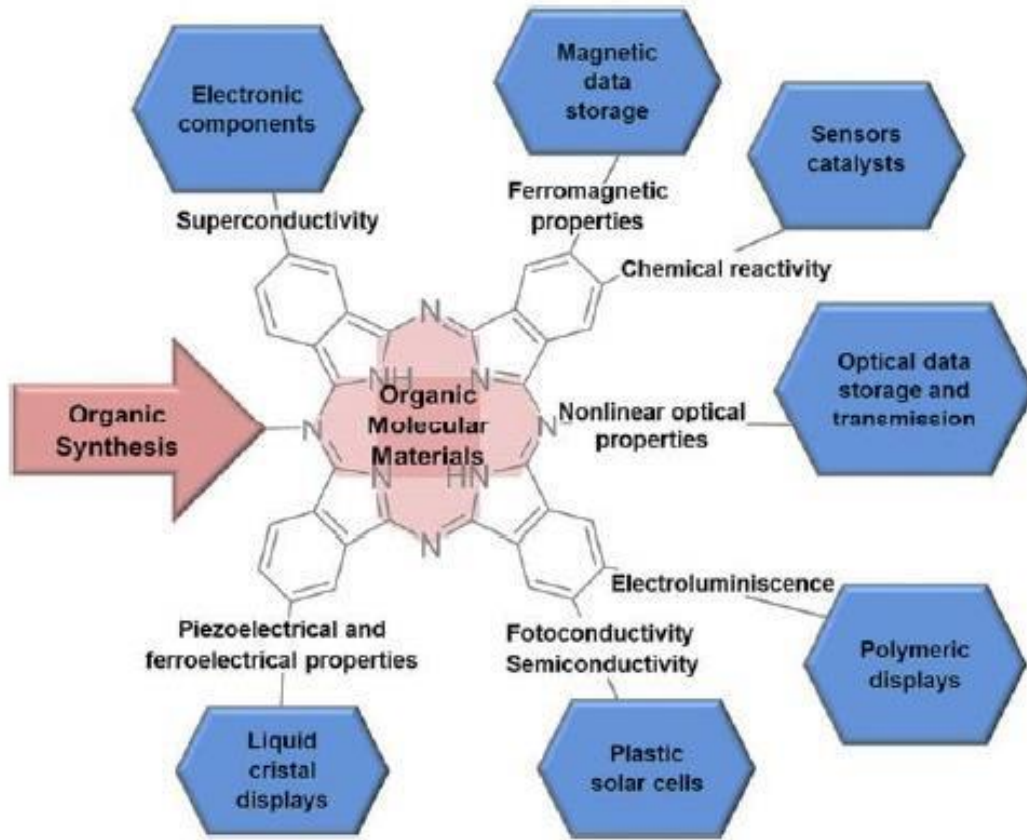 Electronic
components
Magnetic
data
storage
Sensors
catalysts
Superconductivity
Ferromagnetic
properties
Chemical reactivity
N
NH
N
Organic
Synthesis
N
Organic
Molecular
Materials
N
Nonlinear optical
properties
Optical data
storage and
transmission
N
HN
N
Electroluminiscence
Piezoelectrical and
ferroelectrical properties
Fotoconductivity
Semiconductivity
Polymeric
displays
Liquid
cristal
displays
Plastic
solar cells